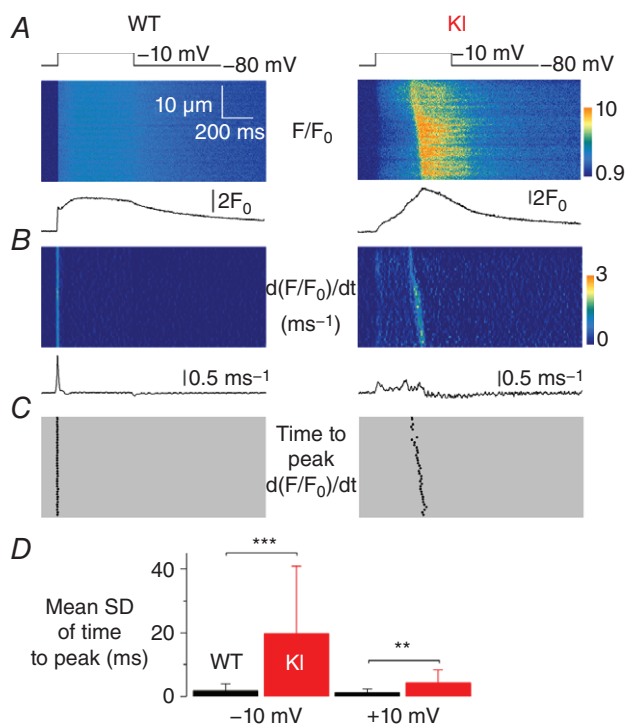 A WT KI
−10 mV −80 mV −10 mV −80 mV
10 μm
200 ms
F/F0
10
0.9
2F0 2F0
B
d(F/F0)/dt
(ms−1)
3
0
0.5 ms−1 0.5 ms−1
C
Time to
peak
d(F/F0)/dt
D
*** **
Mean SD
of time
to peak (ms)
40
20
0
WT KI
−10 mV +10 mV